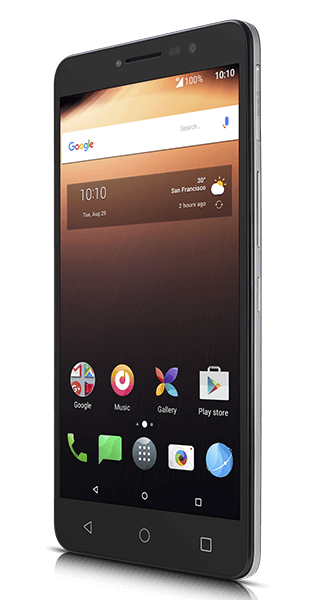 100% 10:10
Google Search...
10:10
30°
San Francisco
Tue, Aug 29
2 hours ago
Google Music Gallery Play store